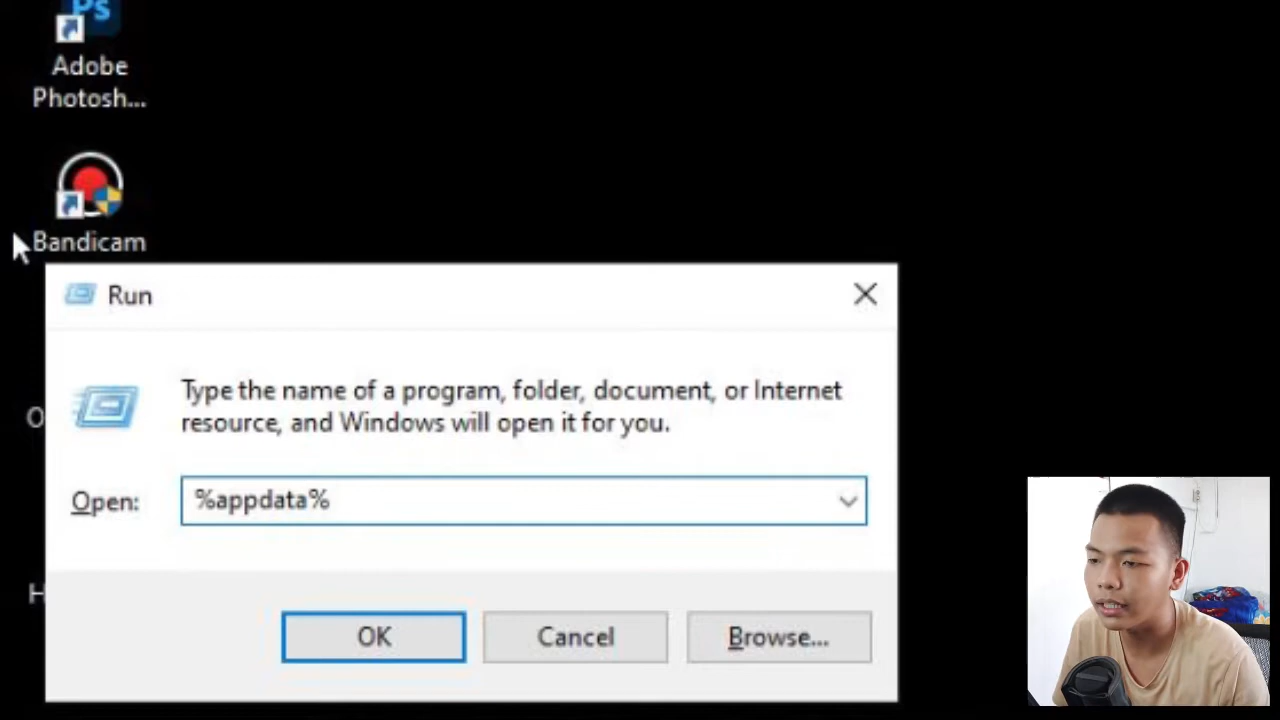 Ps
Adobe
Photosh...
Bandicam
Run
Type the name of a program, folder, document, or Internet
resource, and Windows will open it for you.
Open:
%appdata%
OK
Cancel
Browse...